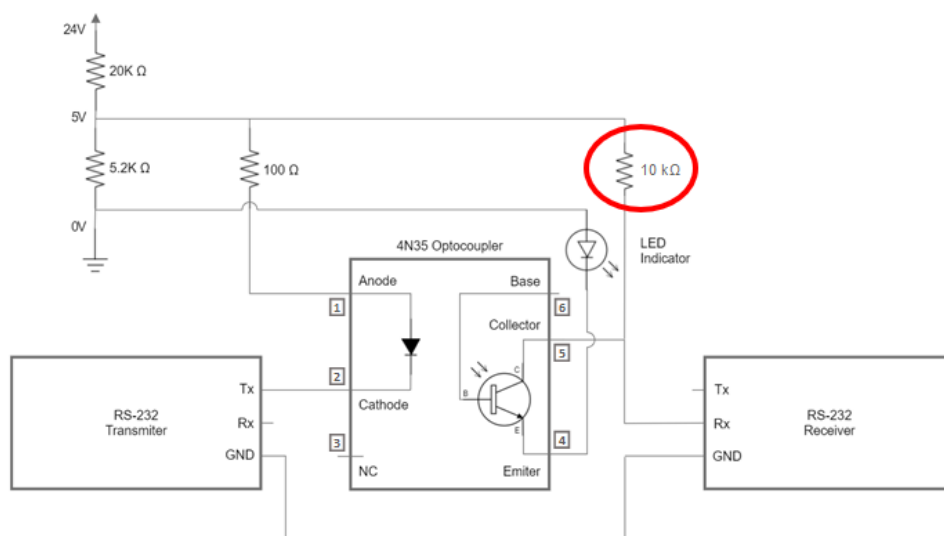 24V
20K Ω
5V
5.2K Ω
100 Ω
10 kΩ
0V
4N35 Optocoupler
LED
Indicator
Anode
Base
1
6
Collector
5
Tx
2
Cathode
C
B
Tx
RS-232
Transmiter
Rx
3
E
4
Rx
RS-232
Receiver
GND
NC
Emiter
GND